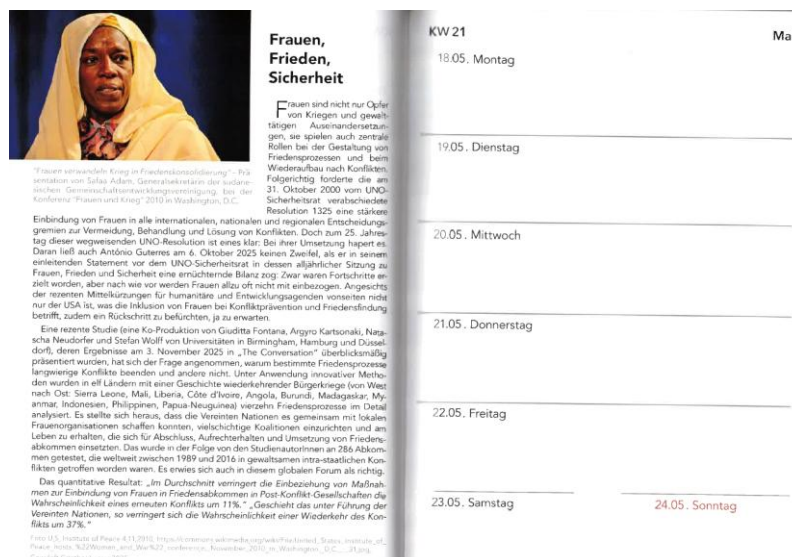 Frauen,
Frieden,
Sicherheit
"Frauen verwandeln Krieg in Friedenskonsolidierung" – Prä-
sentation von Safaa Adam, Generalsekretärin der sudane-
sischen Gemeinschaftsentwicklungsvereinigung, bei der
Konferenz "Frauen und Krieg" 2010 in Washington, D.C.
Frauen sind nicht nur Opfer
von Kriegen und gewalt-
tätigen Auseinandersetzun-
gen, sie spielen auch zentrale
Rollen bei der Gestaltung von
Friedensprozessen und beim
Wiederaufbau nach Konflikten.
Folgerichtig forderte die am
31. Oktober 2000 vom UNO-
Sicherheitsrat verabschiedete
Resolution 1325 eine stärkere
Einbindung von Frauen in alle internationalen, nationalen und regionalen Entscheidungs-
gremien zur Vermeidung, Behandlung und Lösung von Konflikten. Doch zum 25. Jahres-
tag dieser wegweisenden UNO-Resolution ist eines klar: Bei ihrer Umsetzung hapert es.
Daran ließ auch António Guterres am 6. Oktober 2025 keinen Zweifel, als er in seinem
einleitenden Statement vor dem UNO-Sicherheitsrat in dessen alljährlicher Sitzung zu
Frauen, Frieden und Sicherheit eine ernüchternde Bilanz zog: Zwar waren Fortschritte er-
zielt worden, aber nach wie vor werden Frauen allzu oft nicht mit einbezogen. Angesichts
der rezenten Mittelkürzungen für humanitäre und Entwicklungsagenden vonseiten nicht
nur der USA ist, was die Inklusion von Frauen bei Konfliktprävention und Friedensfindung
betrifft, zudem ein Rückschritt zu befürchten, ja zu erwarten.
Eine rezente Studie (eine Ko-Produktion von Giuditta Fontana, Argyro Kartsonaki, Nata-
scha Neudorfer und Stefan Wolff von Universitäten in Birmingham, Hamburg und Düssel-
dorf), deren Ergebnisse am 3. November 2025 in „The Conversation" überblicksmäßig
präsentiert wurden, hat sich der Frage angenommen, warum bestimmte Friedensprozesse
langwierige Konflikte beenden und andere nicht. Unter Anwendung innovativer Metho-
den wurden in elf Ländern mit einer Geschichte wiederkehrender Bürgerkriege (von West
nach Ost: Sierra Leone, Mali, Liberia, Côte d'Ivoire, Angola, Burundi, Madagaskar, My-
anmar, Indonesien, Philippinen, Papua-Neuguinea) vierzehn Friedensprozesse im Detail
analysiert. Es stellte sich heraus, dass die Vereinten Nationen es gemeinsam mit lokalen
Frauenorganisationen schaffen konnten, vielschichtige Koalitionen einzurichten und am
Leben zu erhalten, die sich für Abschluss, Aufrechterhalten und Umsetzung von Friedens-
abkommen einsetzten. Das wurde in der Folge von den StudienautorInnen an 286 Abkom-
men getestet, die weltweit zwischen 1989 und 2016 in gewaltsamen intra-staatlichen Kon-
flikten getroffen worden waren. Es erwies sich auch in diesem globalen Forum als richtig.
Das quantitative Resultat: „Im Durchschnitt verringert die Einbeziehung von Maßnah-
men zur Einbindung von Frauen in Friedensabkommen in Post-Konflikt-Gesellschaften die
Wahrscheinlichkeit eines erneuten Konflikts um 11%." „Geschieht das unter Führung der
Vereinten Nationen, so verringert sich die Wahrscheinlichkeit einer Wiederkehr des Kon-
flikts um 37%."
Foto U.S. Institute of Peace
KW 21
Ma
18.05. Montag
19.05. Dienstag
20.05. Mittwoch
21.05. Donnerstag
22.05. Freitag
23.05. Samstag
24.05. Sonntag